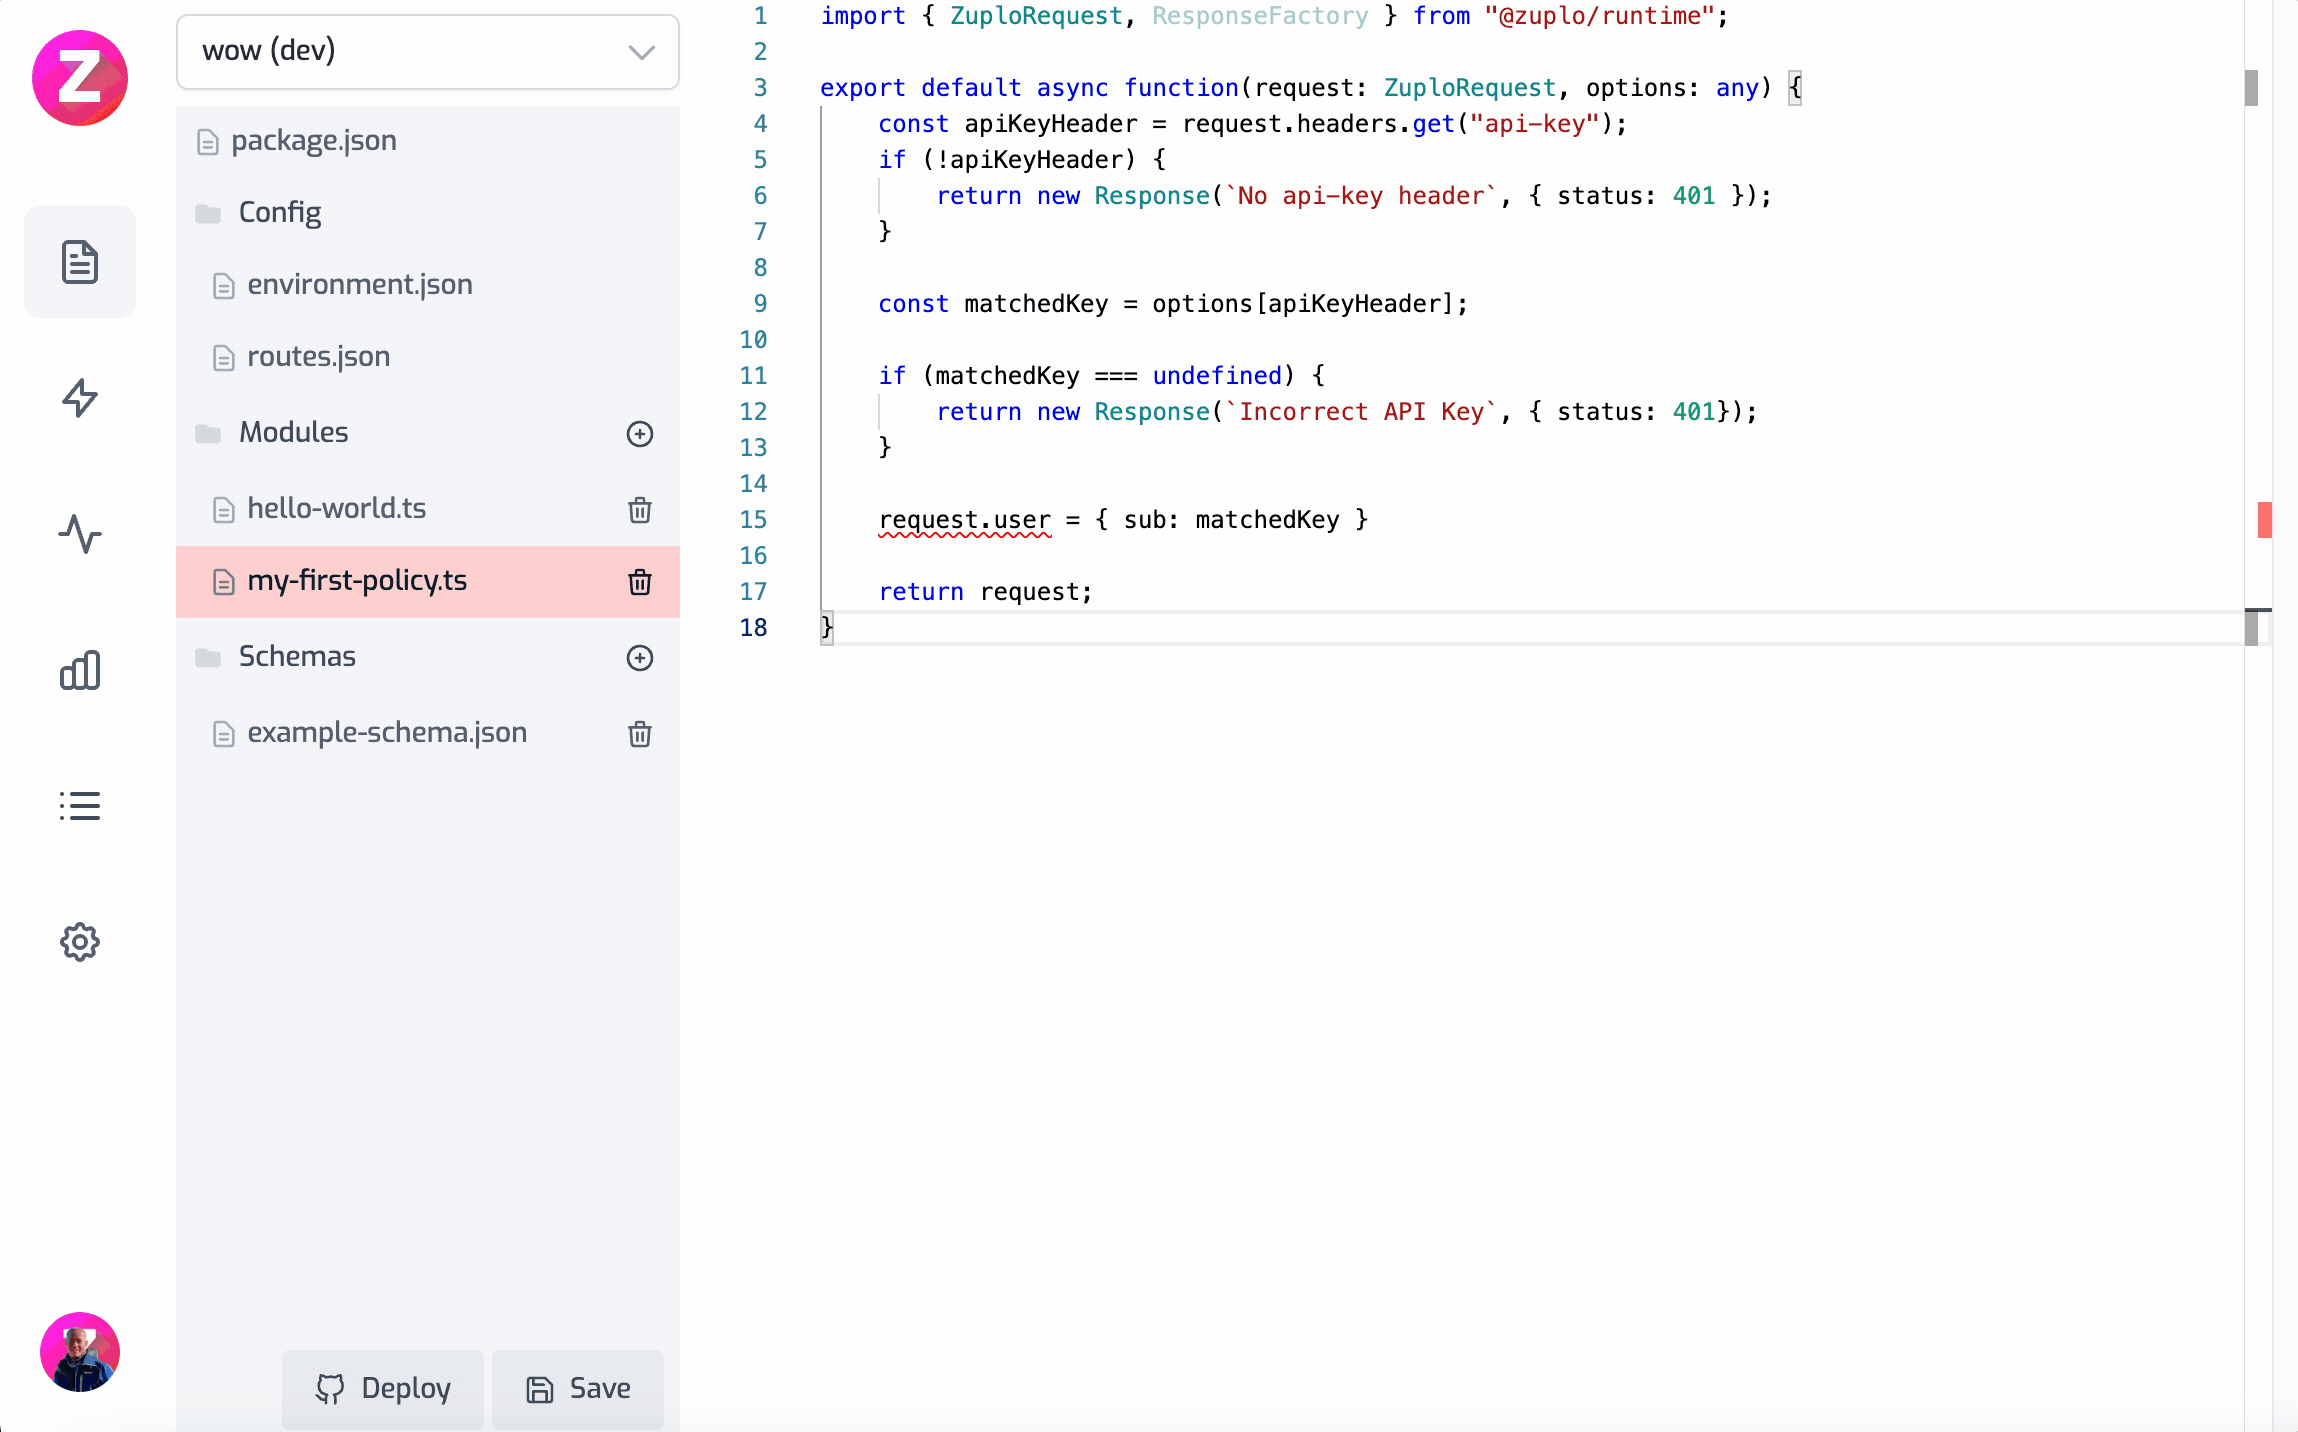 Z
wow (dev)
package.json
Config
environment.json
routes.json
Modules
hello-world.ts
my-first-policy.ts
Schemas
example-schema.json
Deploy
Save
1 import { ZuploRequest, ResponseFactory } from "@zuplo/runtime";
2
3 export default async function(request: ZuploRequest, options: any) {
4     const apiKeyHeader = request.headers.get("api-key");
5     if (!apiKeyHeader) {
6         return new Response(`No api-key header`, { status: 401 });
7     }
8
9     const matchedKey = options[apiKeyHeader];
10
11     if (matchedKey === undefined) {
12         return new Response(`Incorrect API Key`, { status: 401});
13     }
14
15     request.user = { sub: matchedKey }
16
17     return request;
18 }